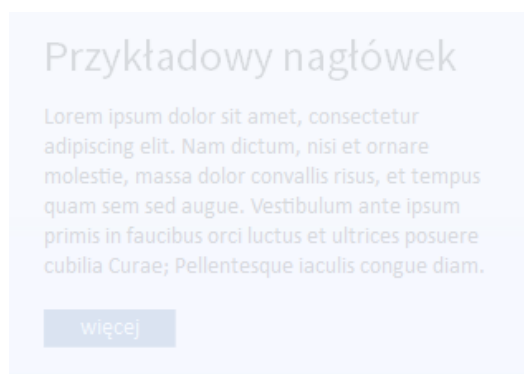 Przykładowy nagłówek
Lorem ipsum dolor sit amet, consectetur
adipiscing elit. Nam dictum, nisi et ornare
molestie, massa dolor convallis risus, et tempus
quam sem sed augue. Vestibulum ante ipsum
primis in faucibus orci luctus et ultrices posuere
cubilia Curae; Pellentesque iaculis congue diam.
więcej